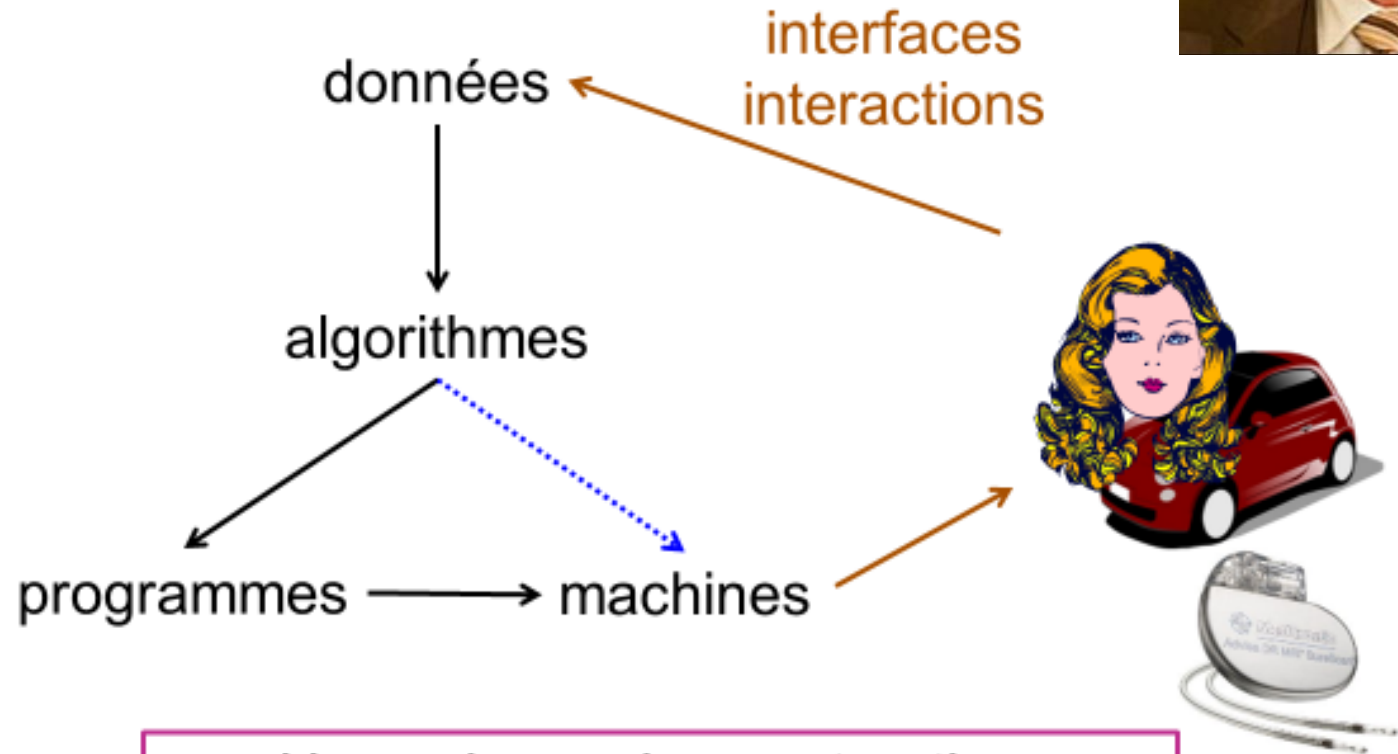 interfaces
interactions
données
algorithmes
programmes
machines